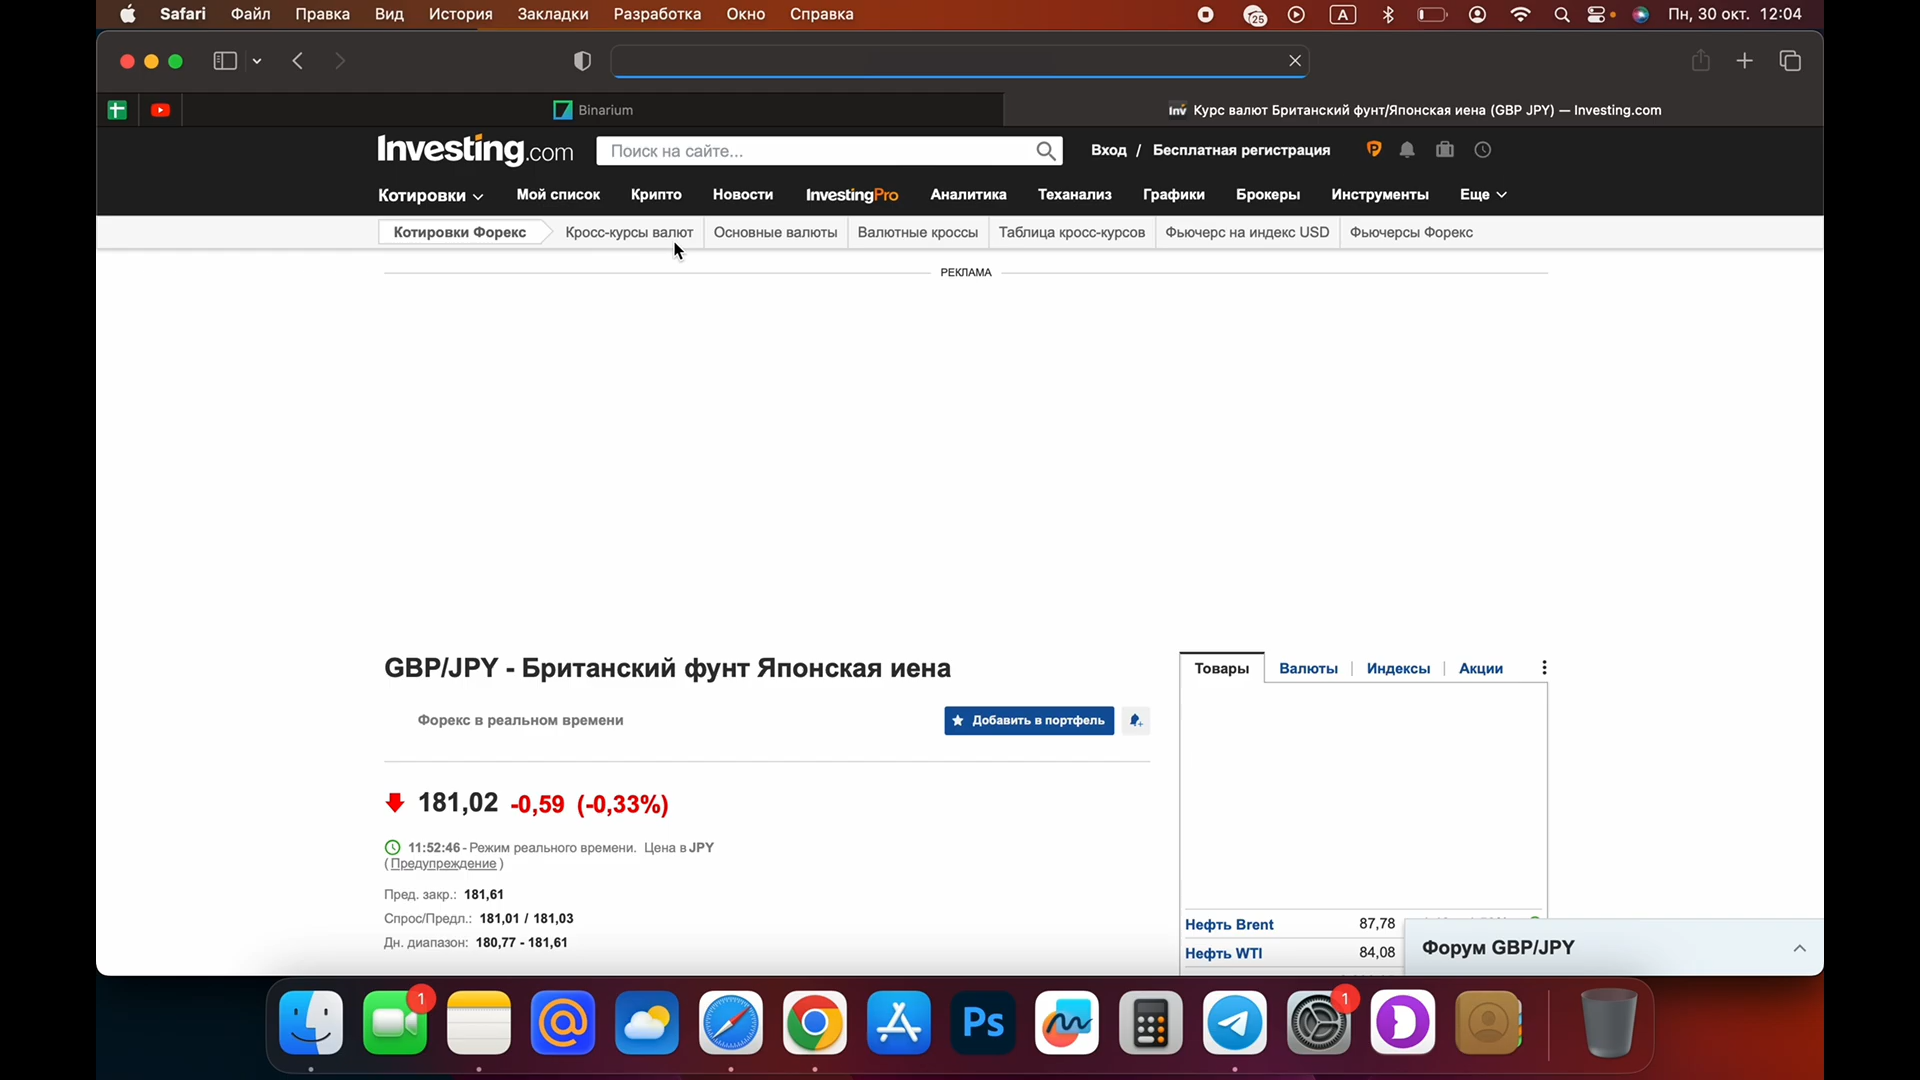 Safari Файл Правка Вид История Закладки Разработка Окно Справка 25 A Пн, 30 окт. 12:04
Binarium Inv Курс валют Британский фунт/Японская иена (GBP JPY) — Investing.com
Investing.com Поиск на сайте... Вход / Бесплатная регистрация P
Котировки Мой список Крипто Новости InvestingPro Аналитика Теханализ Графики Брокеры Инструменты Еще
Котировки Форекс Кросс-курсы валют Основные валюты Валютные кроссы Таблица кросс-курсов Фьючерс на индекс USD Фьючерсы Форекс
РЕКЛАМА
GBP/JPY - Британский фунт Японская иена
Товары Валюты Индексы Акции
Форекс в реальном времени Добавить в портфель
181,02 -0,59 (-0,33%)
11:52:46 - Режим реального времени. Цена в JPY
(Предупреждение)
Пред. закр.: 181,61
Спрос/Предл.: 181,01 / 181,03
Дн. диапазон: 180,77 - 181,61
Нефть Brent 87,78
Нефть WTI 84,08
Форум GBP/JPY
1 @ Ps 1